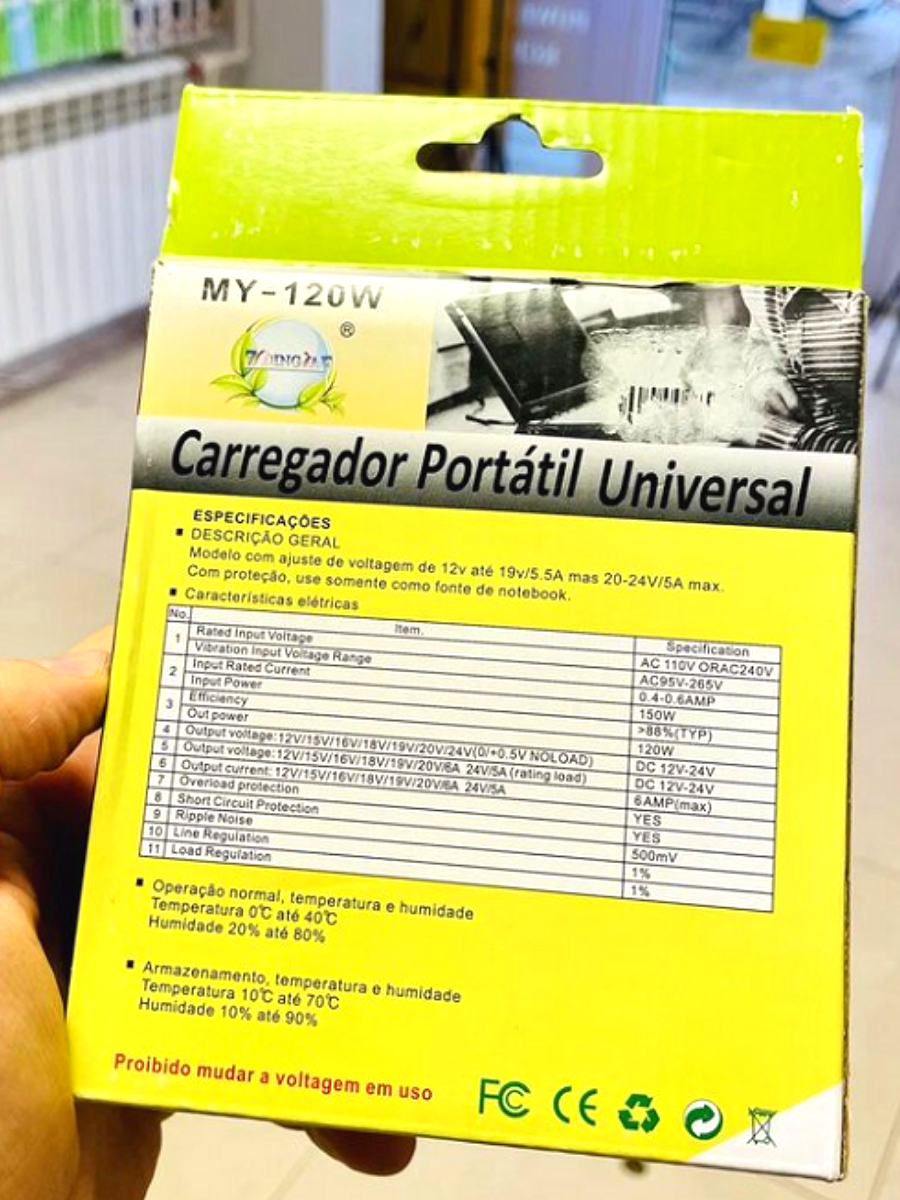 MY-120W
®
Carregador Portátil Universal
ESPECIFICAÇÕES
▪ DESCRIÇÃO GERAL
Modelo com ajuste de voltagem de 12v até 19v/5.5A mas 20-24V/5A max.
Com proteção, use somente como fonte de notebook.
▪ Características elétricas
No. Item. Specification
1 Rated Input Voltage AC 110V ORAC240V
Vibration Input Voltage Range AC95V-265V
2 Input Rated Current 0.4-0.6AMP
Input Power 150W
3 Efficiency >88%(TYP)
Out power 120W
4 Output voltage:12V/15V/16V/18V/19V/20V/24V(0/+0.5V NOLOAD) DC 12V-24V
5 Output voltage:12V/15V/16V/18V/19V/20V/6A 24V/5A (rating load) DC 12V-24V
6 Output current: 12V/15V/16V/18V/19V/20V/6A 24V/5A 6AMP(max)
7 Overload protection YES
8 Short Circuit Protection YES
9 Ripple Noise 500mV
10 Line Regulation 1%
11 Load Regulation 1%
▪ Operação normal, temperatura e humidade
Temperatura 0℃ até 40℃
Humidade 20% até 80%
▪ Armazenamento, temperatura e humidade
Temperatura 10℃ até 70℃
Humidade 10% até 90%
Proibido mudar a voltagem em uso
FC CE